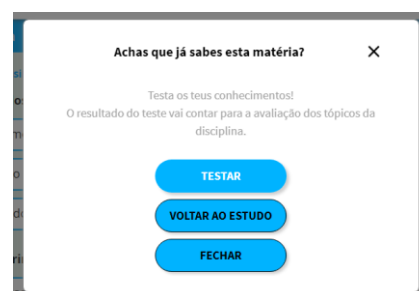 Achas que já sabes esta matéria?
Testa os teus conhecimentos!
O resultado do teste vai contar para a avaliação dos tópicos da
disciplina.
TESTAR
VOLTAR AO ESTUDO
FECHAR